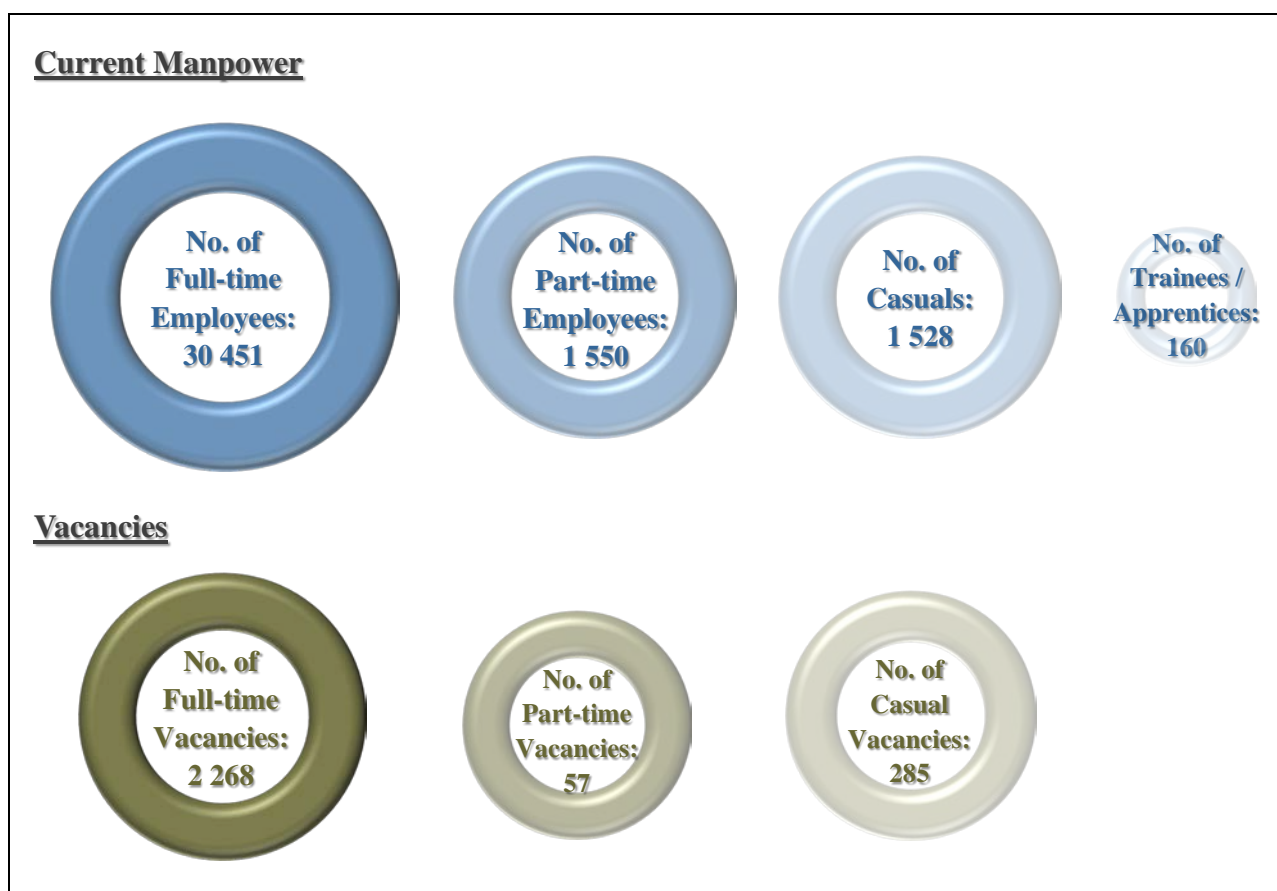 Current Manpower
No. of
Full-time
Employees:
30 451
No. of
Part-time
Employees:
1 550
No. of
Casuals:
1 528
No. of
Trainees /
Apprentices:
160
Vacancies
No. of
Full-time
Vacancies:
2 268
No. of
Part-time
Vacancies:
57
No. of
Casual
Vacancies:
285